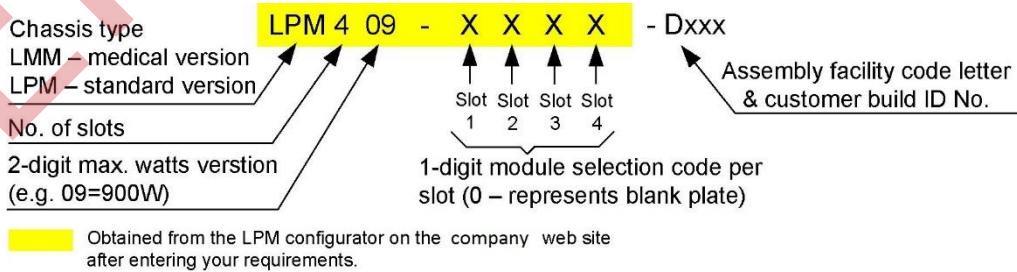 Chassis type
LMM – medical version
LPM – standard version
LPM 4 09 - X X X X - Dxxx
Assembly facility code letter
& customer build ID No.
No. of slots
Slot Slot Slot Slot
1 2 3 4
2-digit max. watts verstion
(e.g. 09=900W)
1-digit module selection code per
slot (0 – represents blank plate)
Obtained from the LPM configurator on the company web site
after entering your requirements.